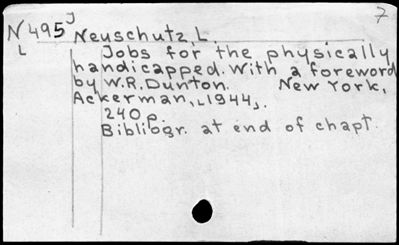 7
N495J Neuschutz, L.
L Jobs for the physically
handicapped. With a foreword
by W.R. Dunton. New York,
Ackerman, [1944].
240 p.
Bibliogr. at end of chapt.